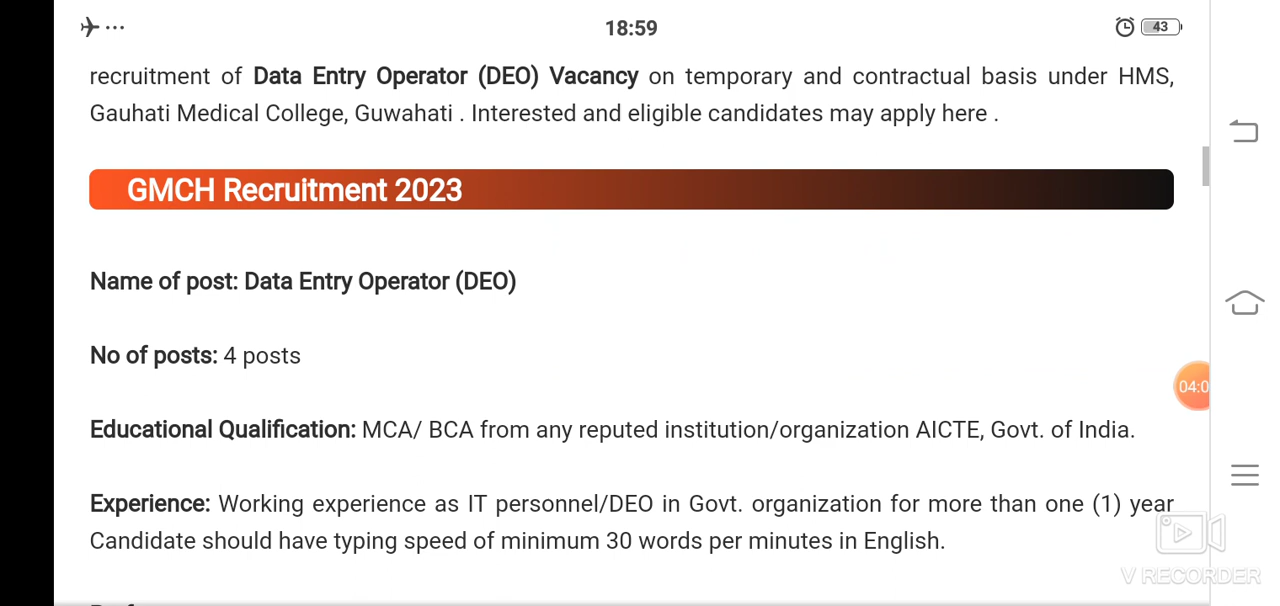 18:59
43
recruitment of Data Entry Operator (DEO) Vacancy on temporary and contractual basis under HMS,
Gauhati Medical College, Guwahati . Interested and eligible candidates may apply here .
GMCH Recruitment 2023
Name of post: Data Entry Operator (DEO)
No of posts: 4 posts
Educational Qualification: MCA/ BCA from any reputed institution/organization AICTE, Govt. of India.
04:0
Experience: Working experience as IT personnel/DEO in Govt. organization for more than one (1) year
Candidate should have typing speed of minimum 30 words per minutes in English.
V RECORDER